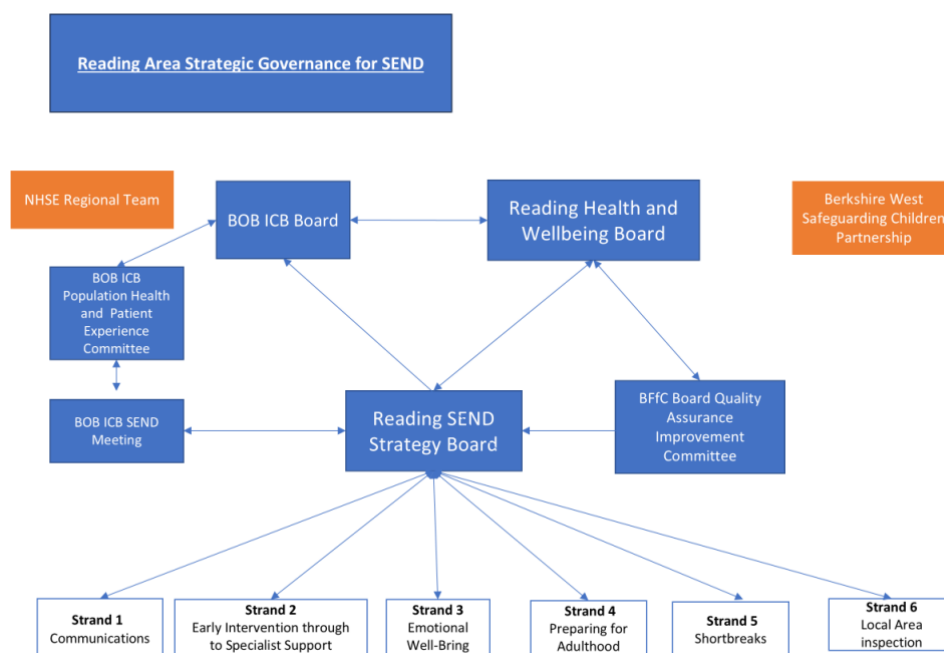 Reading Area Strategic Governance for SEND
NHSE Regional Team
BOB ICB Board
Reading Health and
Wellbeing Board
Berkshire West
Safeguarding Children
Partnership
BOB ICB
Population Health
and Patient
Experience
Committee
BOB ICB SEND
Meeting
Reading SEND
Strategy Board
BFfC Board Quality
Assurance
Improvement
Committee
Strand 1
Communications
Strand 2
Early Intervention through
to Specialist Support
Strand 3
Emotional
Well-Bring
Strand 4
Preparing for
Adulthood
Strand 5
Shortbreaks
Strand 6
Local Area
inspection